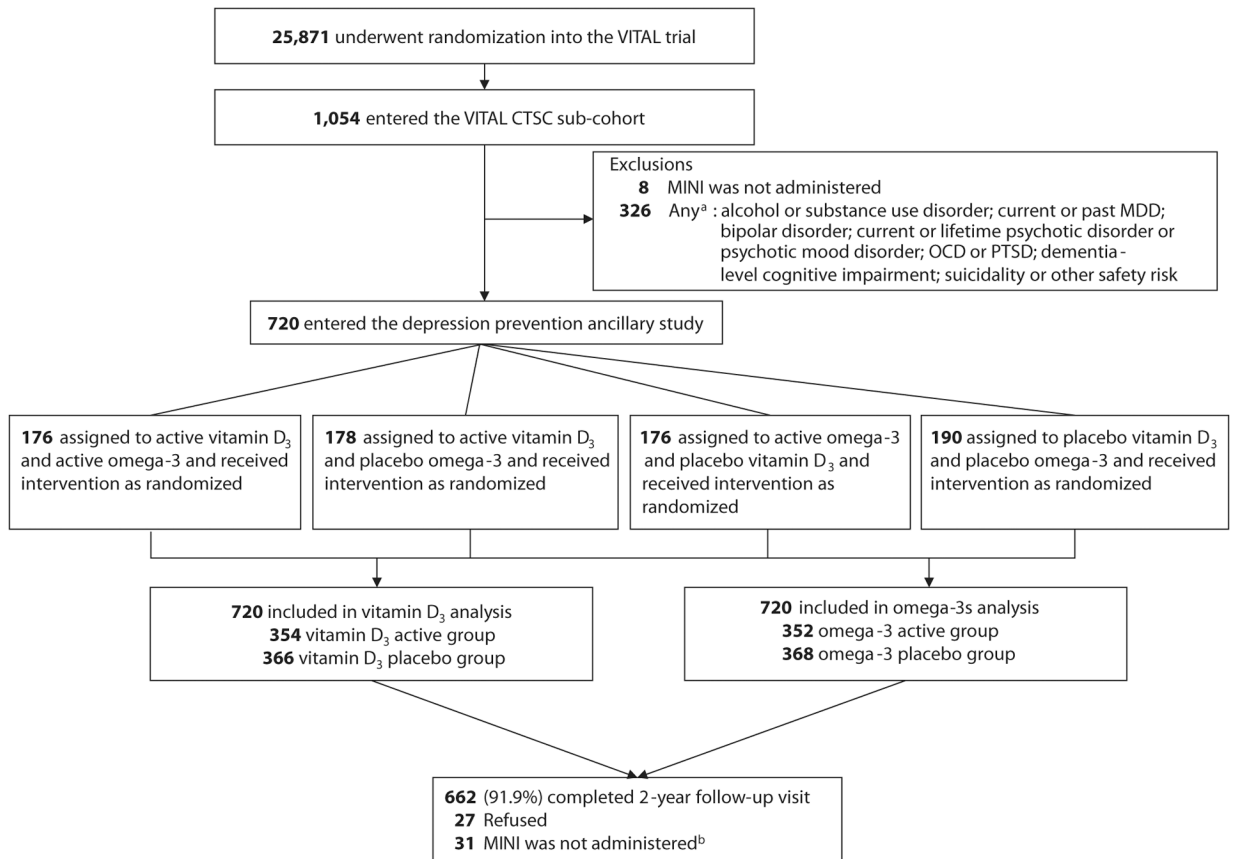 25,871 underwent randomization into the VITAL trial
1,054 entered the VITAL CTSC sub-cohort
Exclusions
8 MINI was not administered
326 Anyᵃ : alcohol or substance use disorder; current or past MDD;
bipolar disorder; current or lifetime psychotic disorder or
psychotic mood disorder; OCD or PTSD; dementia-
level cognitive impairment; suicidality or other safety risk
720 entered the depression prevention ancillary study
176 assigned to active vitamin D₃
and active omega-3 and received
intervention as randomized
178 assigned to active vitamin D₃
and placebo omega-3 and received
intervention as randomized
176 assigned to active omega-3
and placebo vitamin D₃ and
received intervention as
randomized
190 assigned to placebo vitamin D₃
and placebo omega-3 and received
intervention as randomized
720 included in vitamin D₃ analysis
354 vitamin D₃ active group
366 vitamin D₃ placebo group
720 included in omega-3s analysis
352 omega-3 active group
368 omega-3 placebo group
662 (91.9%) completed 2-year follow-up visit
27 Refused
31 MINI was not administeredᵇ